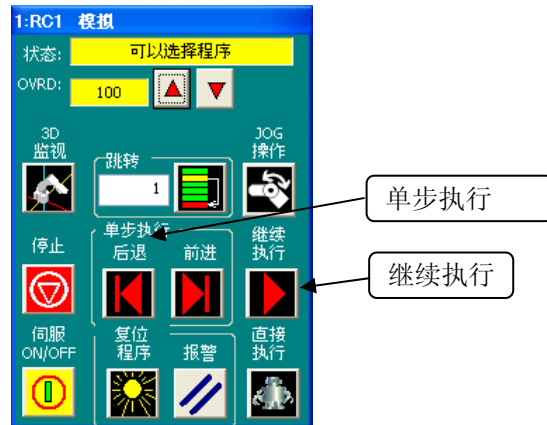 1:RC1 模拟
状态: 可以选择程序
OVRD: 100
3D
监视
跳转
1
JOG
操作
单步执行
停止
单步执行
后退 前进
继续
执行
继续执行
伺服
ON/OFF
复位
程序
报警
直接
执行